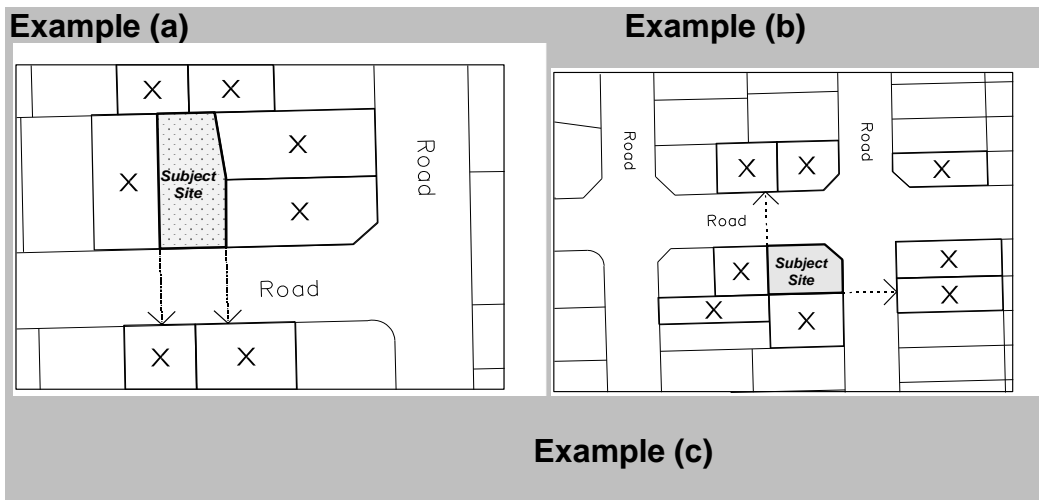 Example (a)
Example (b)
X X
X
X
X
Subject
Site
Road
Road
X X
Road
Road
X X
X
Road
X
Subject
Site
X
X
X
X
Example (c)